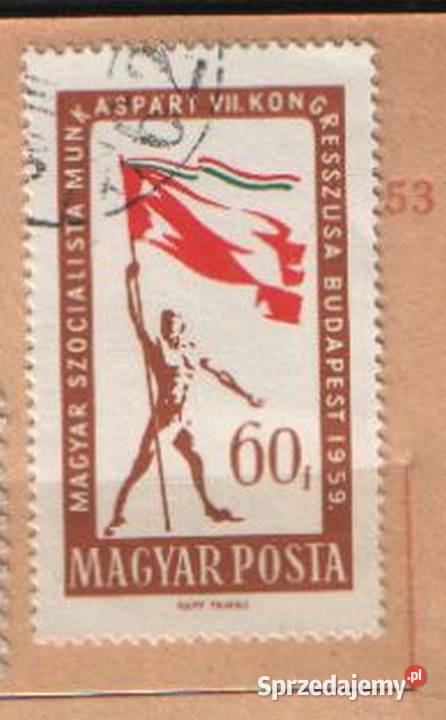 MAGYAR SZOCIALISTA MUNKÁSPÁRT VII. KONGRESSZUSA BUDAPEST 1959.
60f
MAGYAR POSTA
53
Sprzedajemy.pl